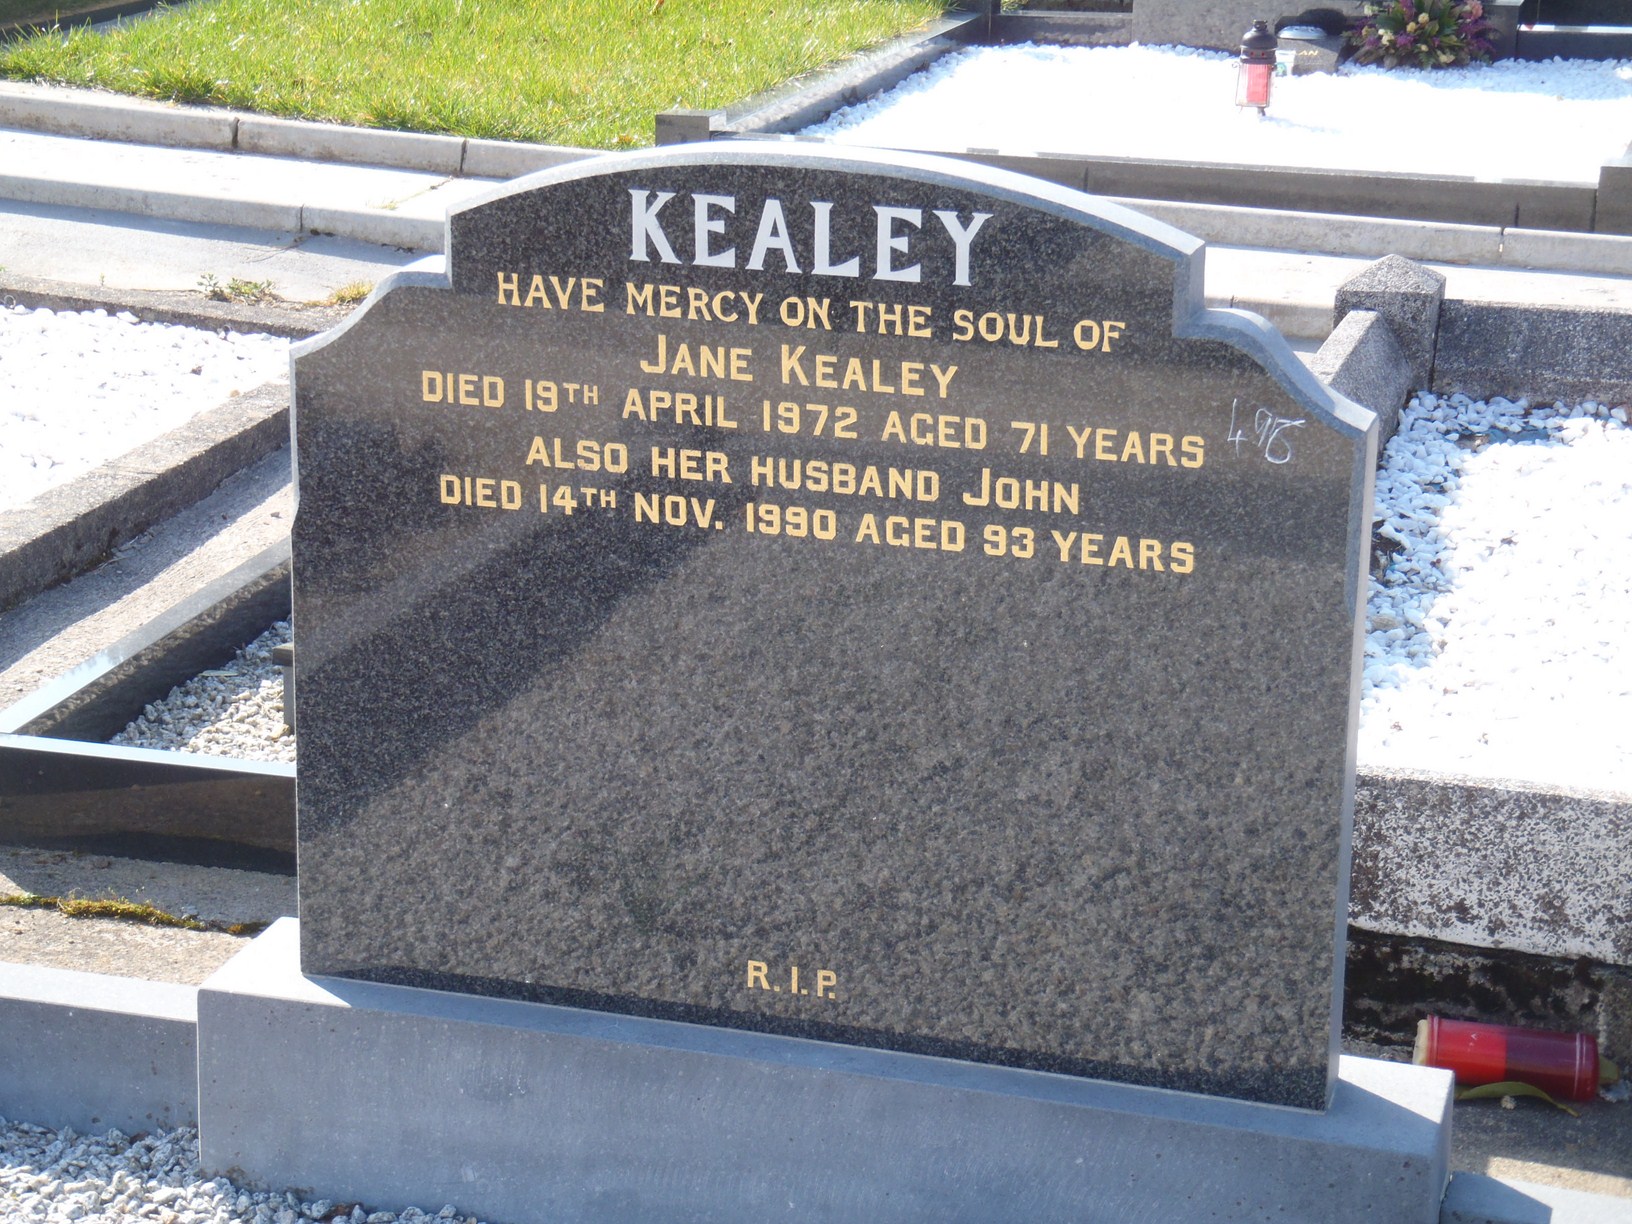 KEALEY
HAVE MERCY ON THE SOUL OF
JANE KEALEY
DIED 19TH APRIL 1972 AGED 71 YEARS
ALSO HER HUSBAND JOHN
DIED 14TH NOV. 1990 AGED 93 YEARS
R.I.P.